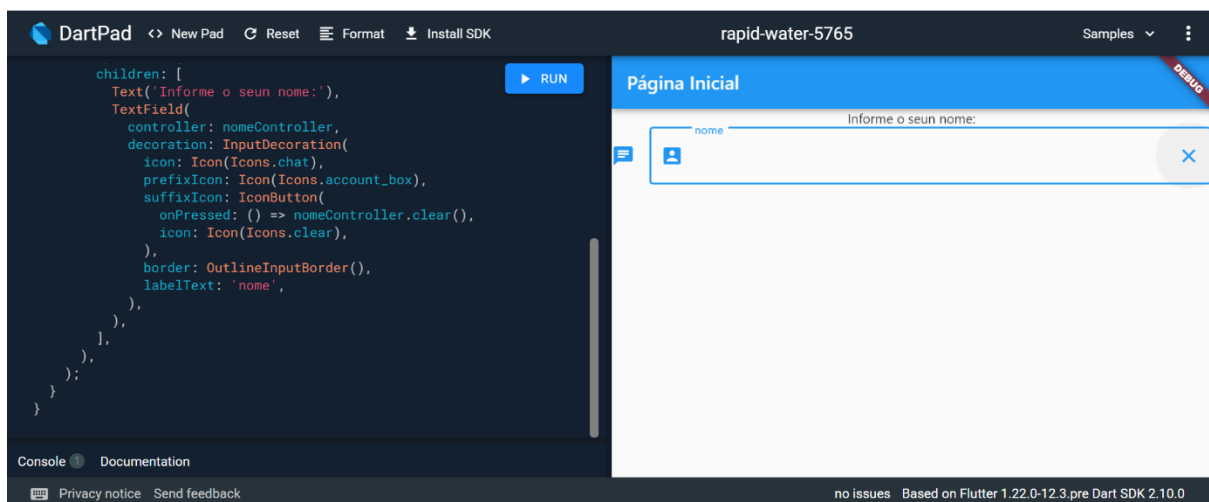 DartPad <> New Pad Reset Format Install SDK rapid-water-5765 Samples
children: [
Text('Informe o seun nome:'),
TextField(
controller: nomeController,
decoration: InputDecoration(
icon: Icon(Icons.chat),
prefixIcon: Icon(Icons.account_box),
suffixIcon: IconButton(
onPressed: () => nomeController.clear(),
icon: Icon(Icons.clear),
),
border: OutlineInputBorder(),
labelText: 'nome',
),
),
],
),
);
}
}
RUN
Página Inicial
DEBUG
Informe o seun nome:
nome
Console 1 Documentation
Privacy notice Send feedback
no issues Based on Flutter 1.22.0-12.3.pre Dart SDK 2.10.0